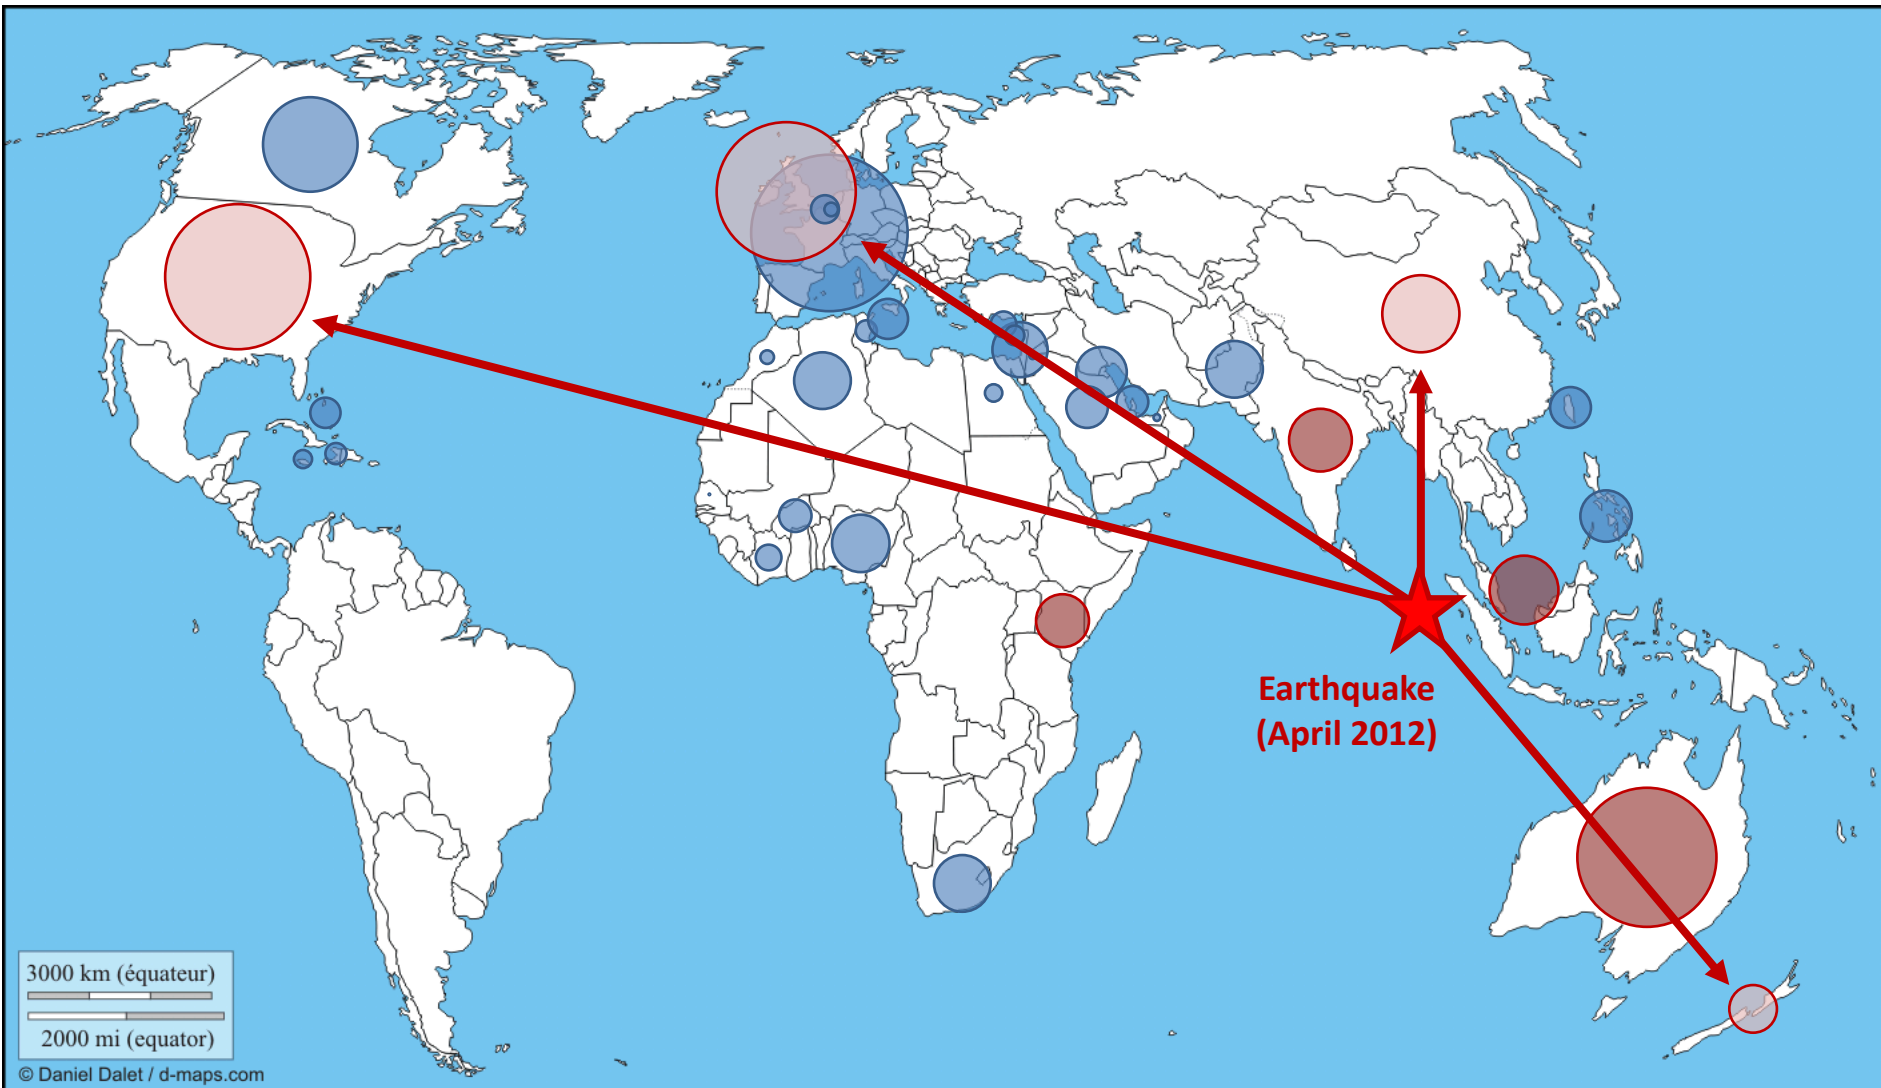 Earthquake
(April 2012)
3000 km (équateur)
2000 mi (equator)
© Daniel Dalet / d-maps.com